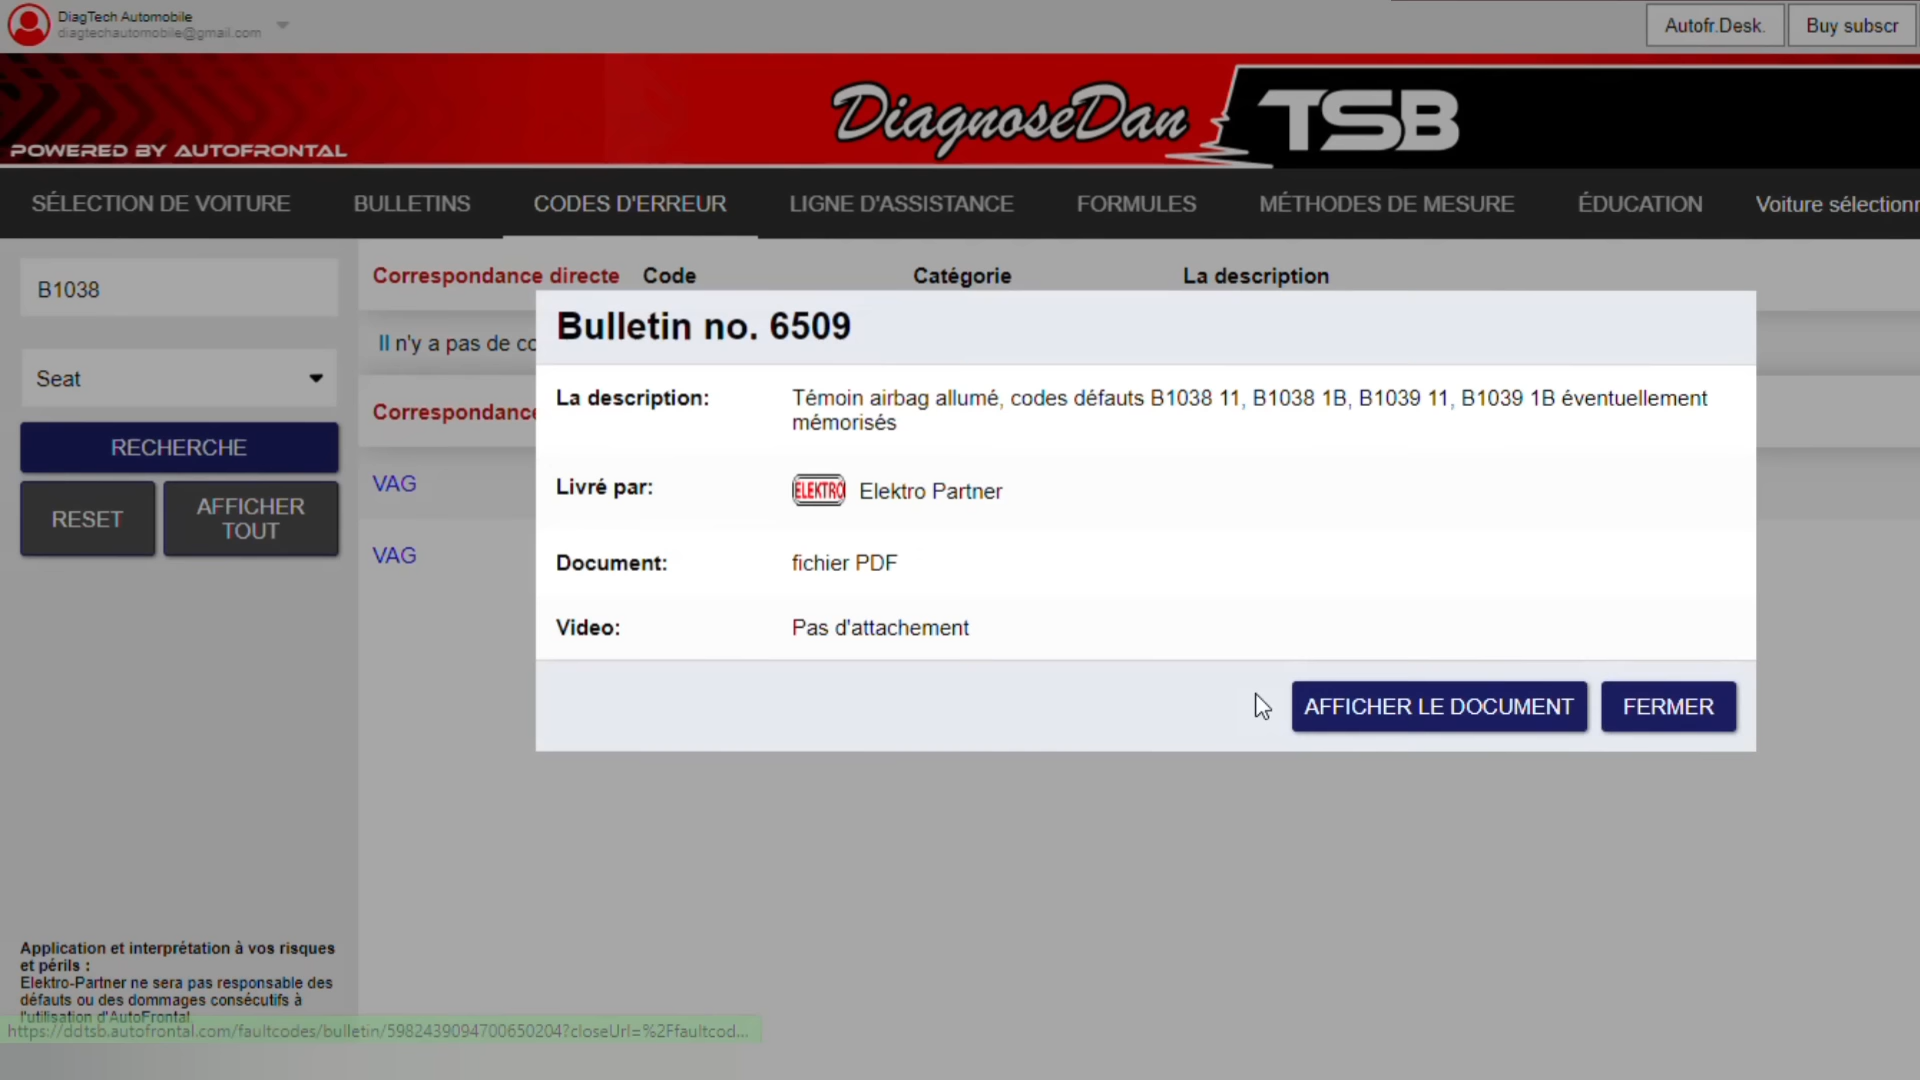 DiagTech Automobile
diagtechautomobile@gmail.com
Autofr.Desk.
Buy subscr
POWERED BY AUTOFRONTAL
DiagnoseDan TSB
SÉLECTION DE VOITURE
BULLETINS
CODES D'ERREUR
LIGNE D'ASSISTANCE
FORMULES
MÉTHODES DE MESURE
ÉDUCATION
Voiture sélectionn
B1038
Seat
RECHERCHE
RESET
AFFICHER
TOUT
Correspondance directe
Code
Catégorie
La description
Il n'y a pas de co
Correspondance
VAG
VAG
Bulletin no. 6509
La description:
Témoin airbag allumé, codes défauts B1038 11, B1038 1B, B1039 11, B1039 1B éventuellement
mémorisés
Livré par:
ELEKTRO
Elektro Partner
Document:
fichier PDF
Video:
Pas d'attachement
AFFICHER LE DOCUMENT
FERMER
Application et interprétation à vos risques
et périls :
Elektro-Partner ne sera pas responsable des
défauts ou des dommages consécutifs à
l'utilisation d'AutoFrontal
https://ddtsb.autofrontal.com/faultcodes/bulletin/5982439094700650204?closeUrl=%2Ffaultcod...